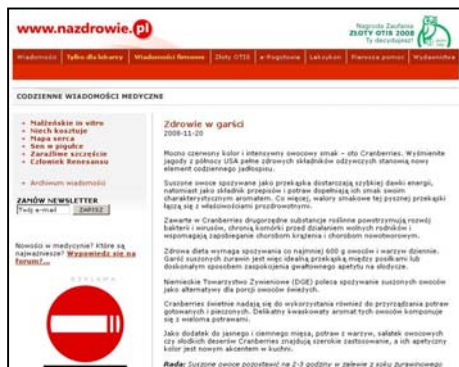 www.nazdrowie.pl
Nagroda Zaufania
ZŁOTY OTIS 2008
Ty decydujesz!
Wiadomości Tylko dla lekarzy Wiadomości firmowe Złoty OTIS e-Pogotowie Leksykon Pierwsza pomoc Wydawnictwa
CODZIENNE WIADOMOŚCI MEDYCZNE
Małżeńskie in vitro
Niech kosztuje
Mapa serca
Sen w pigułce
Zaraźliwe szczęście
Człowiek Renesansu
Archiwum wiadomości
ZAMÓW NEWSLETTER
Twój e-mail ZAPISZ
Nowości w medycynie? Które są
najważniejsze? Wypowiedz się na
forum?...
REKLAMA
Zdrowie w garści
2008-11-20
Mocno czerwony kolor i intensywny owocowy smak – oto Cranberries. Wyśmienite
jagody z północy USA pełne zdrowych składników odżywczych stanowią nowy
element codziennego jadłospisu.
Suszone owoce spożywane jako przekąska dostarczają szybkiej dawki energii,
natomiast jako składnik przepisów i potraw dopełniają ich smak swoim
charakterystycznym aromatem. Co więcej, walory smakowe tej pysznej przekąski
łączą się z właściwościami prozdrowotnymi.
Zawarte w Cranberries drugorzędne substancje roślinne powstrzymują rozwój
bakterii i wirusów, chronią komórki przed działaniem wolnych rodników i
wspomagają zapobieganie chorobom krążenia i chorobom nowotworowym.
Zdrowa dieta wymaga spożywania co najmniej 600 g owoców i warzyw dziennie.
Garść suszonych żurawin jest więc idealną przekąską między posiłkami lub
doskonałym sposobem zaspokojenia gwałtownego apetytu na słodycze.
Niemieckie Towarzystwo Żywieniowe (DGE) poleca spożywanie suszonych owoców
jako alternatywy dla porcji owoców świeżych.
Cranberries świetnie nadają się do wykorzystania również do przyrządzania potraw
gotowanych i pieczonych. Delikatny kwaskowaty aromat tych owoców komponuje
się z wieloma potrawami.
Jako dodatek do jasnego i ciemnego mięsa, potraw z warzyw, sałatek owocowych
czy słodkich deserów Cranberries znajdują szerokie zastosowanie, a ich apetyczny
kolor jest nowym akcentem w kuchni.
Rada: Suszone owoce pozostawić na 2-3 godziny w zalewie z soku żurawinowego